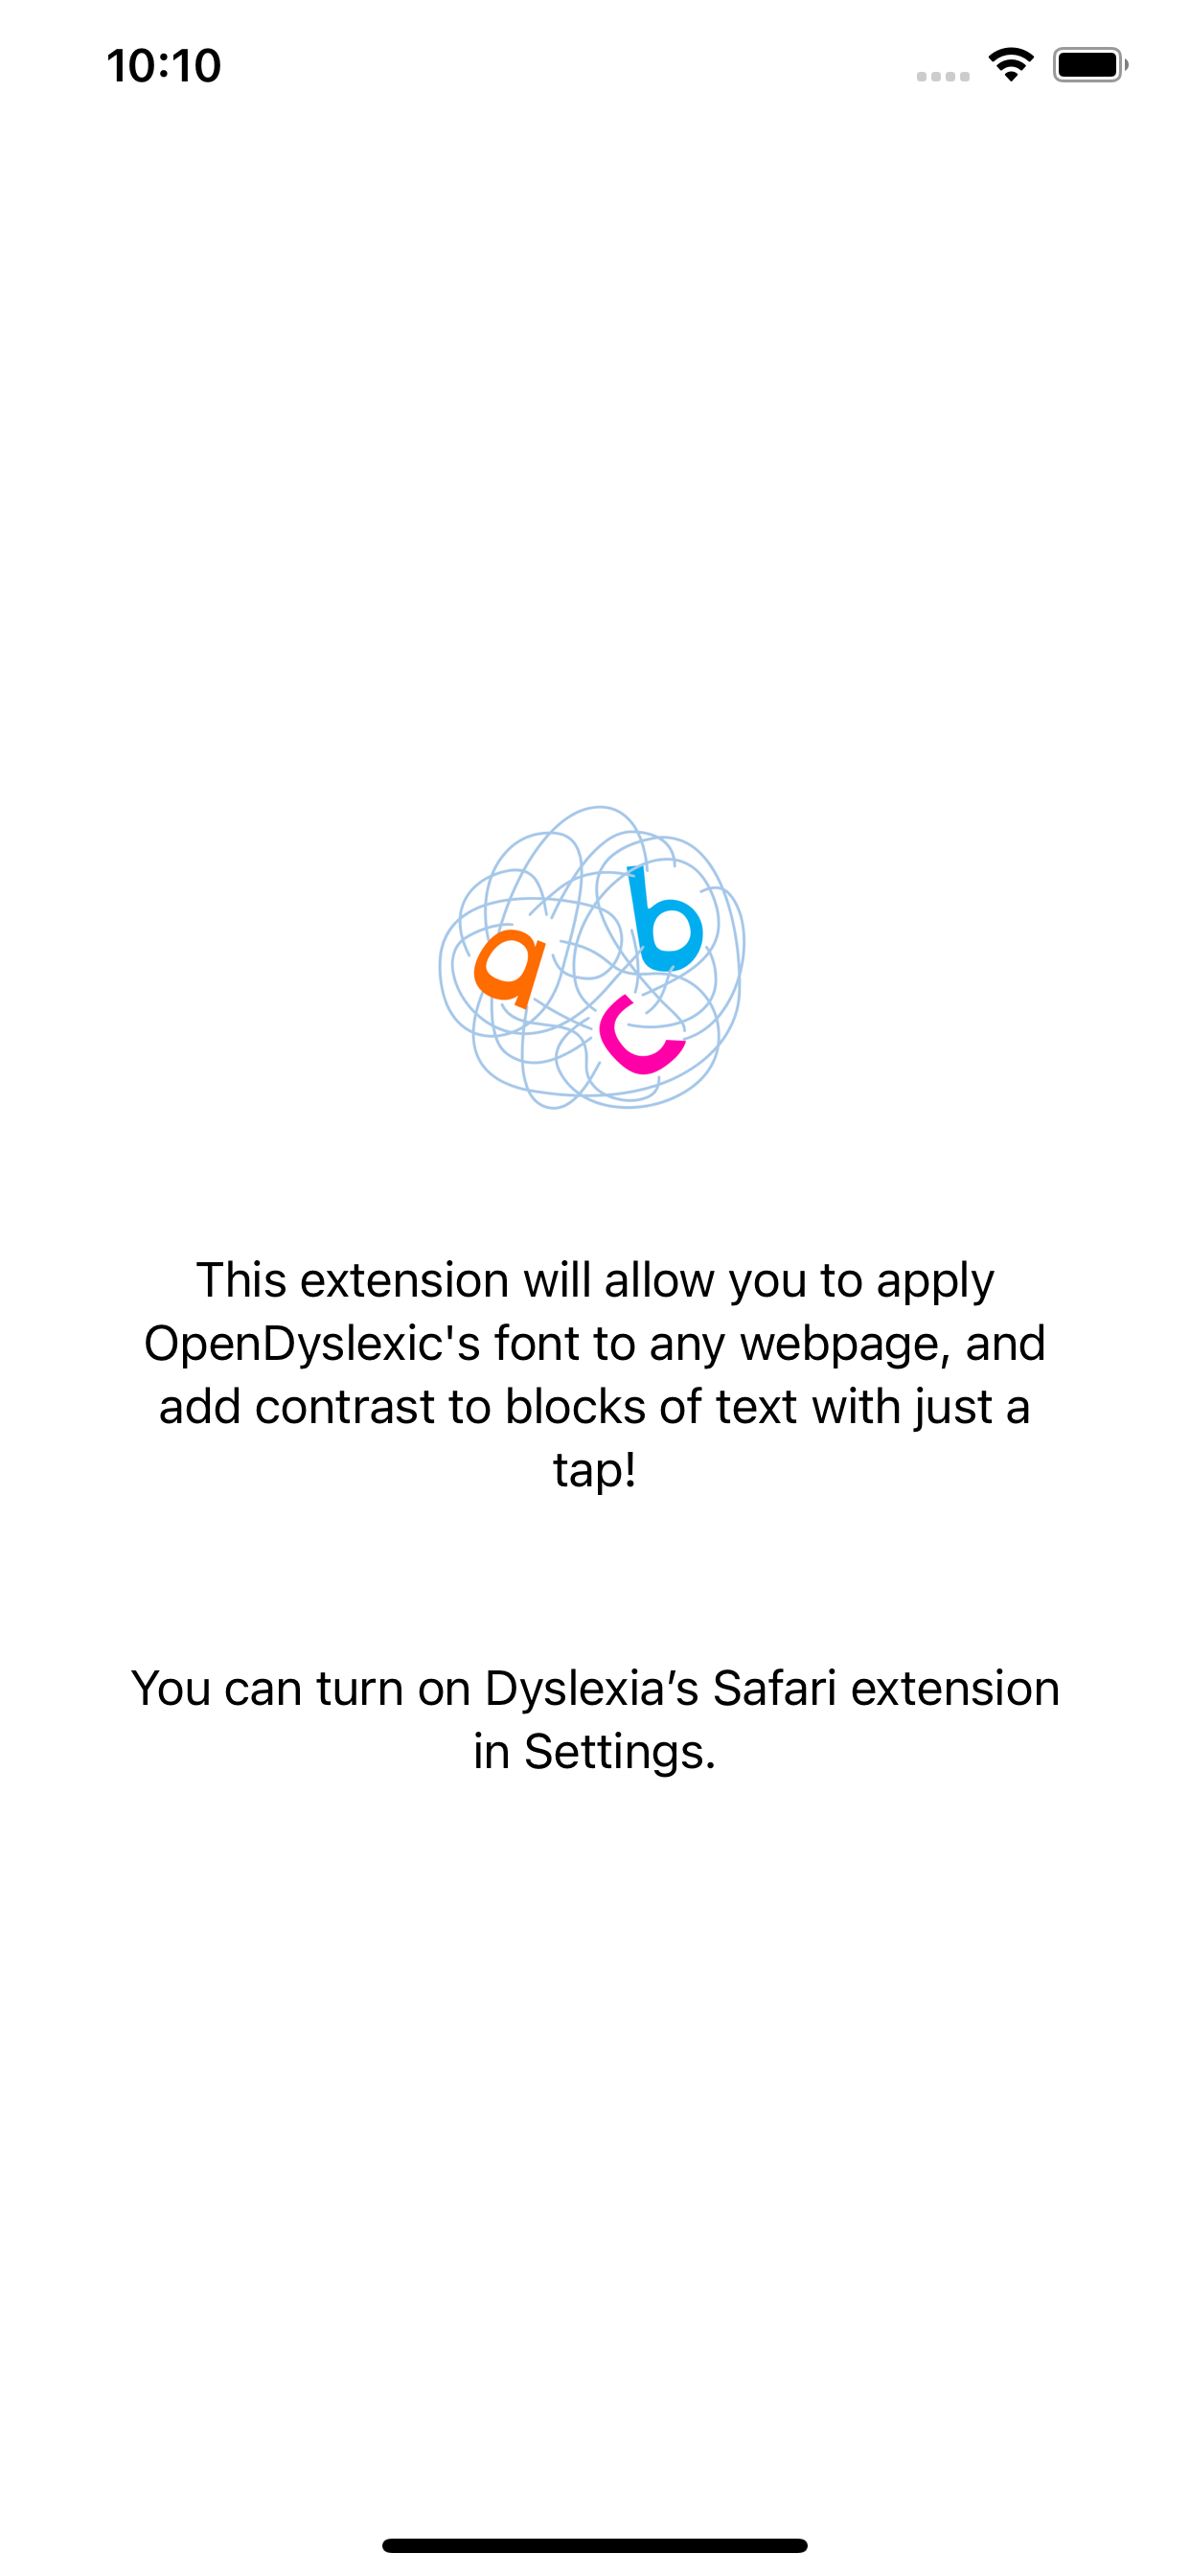 10:10
b
a
c
This extension will allow you to apply
OpenDyslexic's font to any webpage, and
add contrast to blocks of text with just a
tap!
You can turn on Dyslexia’s Safari extension
in Settings.